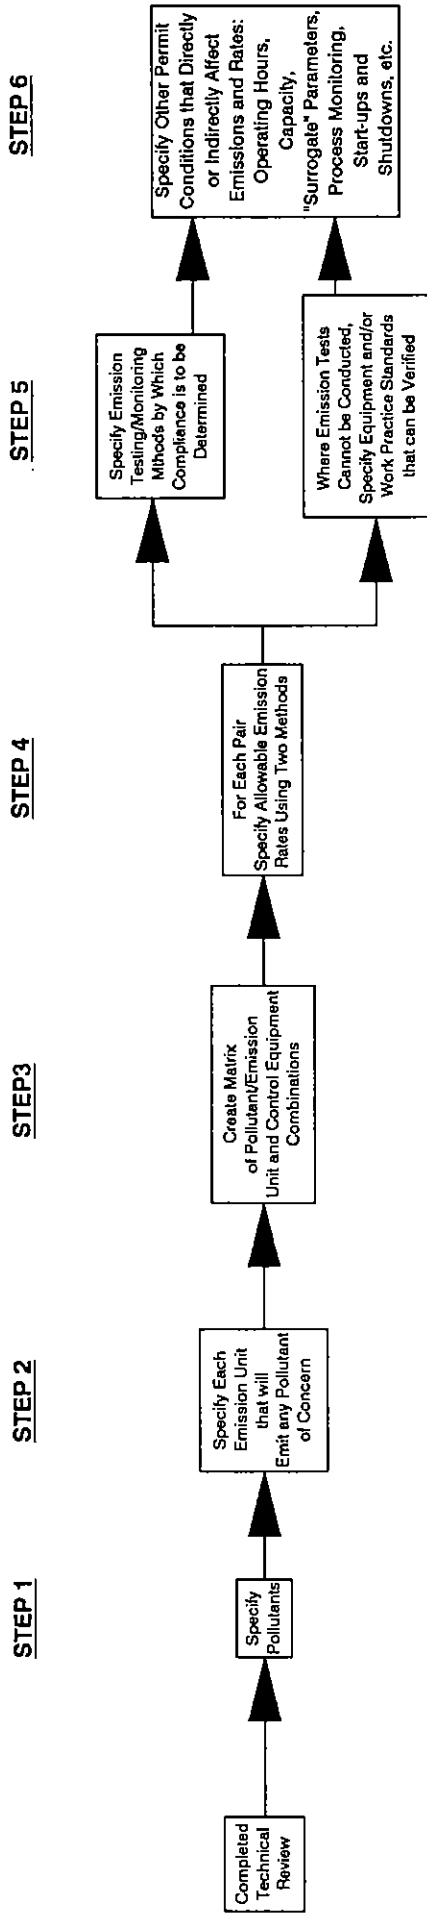 Completed
Technical
Review
STEP 1
Specify
Pollutants
STEP 2
Specify Each
Emission Unit
that will
Emit any Pollutant
of Concern
STEP3
Create Matrix
of Pollutant/Emission
Unit and Control Equipment
Combinations
STEP 4
For Each Pair
Specify Allowable Emission
Rates Using Two Methods
STEP 5
Specify Emission
Testing/Monitoring
Mthods by Which
Compliance is to be
Determined
Where Emission Tests
Cannot be Conducted,
Specify Equipment and/or
Work Practice Standards
that can be Verified
STEP 6
Specify Other Permit
Conditions that Directly
or Indirectly Affect
Emissions and Rates:
Operating Hours,
Capacity,
"Surrogate" Parameters,
Process Monitoring,
Start-ups and
Shutdowns, etc.